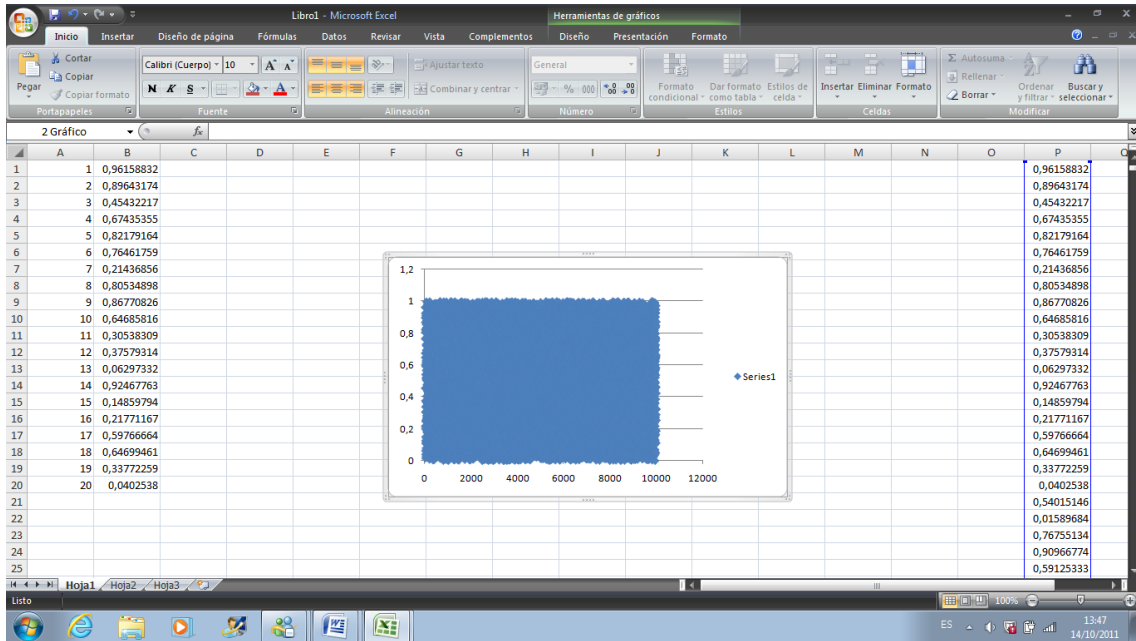 Libro1 - Microsoft Excel Herramientas de gráficos
Inicio Insertar Diseño de página Fórmulas Datos Revisar Vista Complementos Diseño Presentación Formato
Pegar
Cortar
Copiar
Copiar formato
Portapapeles
Calibri (Cuerpo) 10 A A
N K S A
Fuente
Ajustar texto
Combinar y centrar
Alineación
General
% 000
Número
Formato condicional
Dar formato como tabla
Estilos de celda
Estilos
Insertar Eliminar Formato
Celdas
Σ Autosuma
Rellenar
Borrar
Ordenar y filtrar
Buscar y seleccionar
Modificar
2 Gráfico fx
A B C D E F G H I J K L M N O P Q
1 1 0,96158832 0,96158832
2 2 0,89643174 0,89643174
3 3 0,45432217 0,45432217
4 4 0,67435355 0,67435355
5 5 0,82179164 0,82179164
6 6 0,76461759 0,76461759
7 7 0,21436856 0,21436856
8 8 0,80534898 0,80534898
9 9 0,86770826 0,86770826
10 10 0,64685816 0,64685816
11 11 0,30538309 0,30538309
12 12 0,37579314 0,37579314
13 13 0,06297332 0,06297332
14 14 0,92467763 0,92467763
15 15 0,14859794 0,14859794
16 16 0,21771167 0,21771167
17 17 0,59766664 0,59766664
18 18 0,64699461 0,64699461
19 19 0,33772259 0,33772259
20 20 0,0402538 0,0402538
21 0,54015146
22 0,01589684
23 0,76755134
24 0,90966774
25 0,59125333
1,2
1
0,8
0,6
0,4
0,2
0
0 2000 4000 6000 8000 10000 12000
Series1
Hoja1 Hoja2 Hoja3
Listo 100%
ES 13:47
14/10/2011